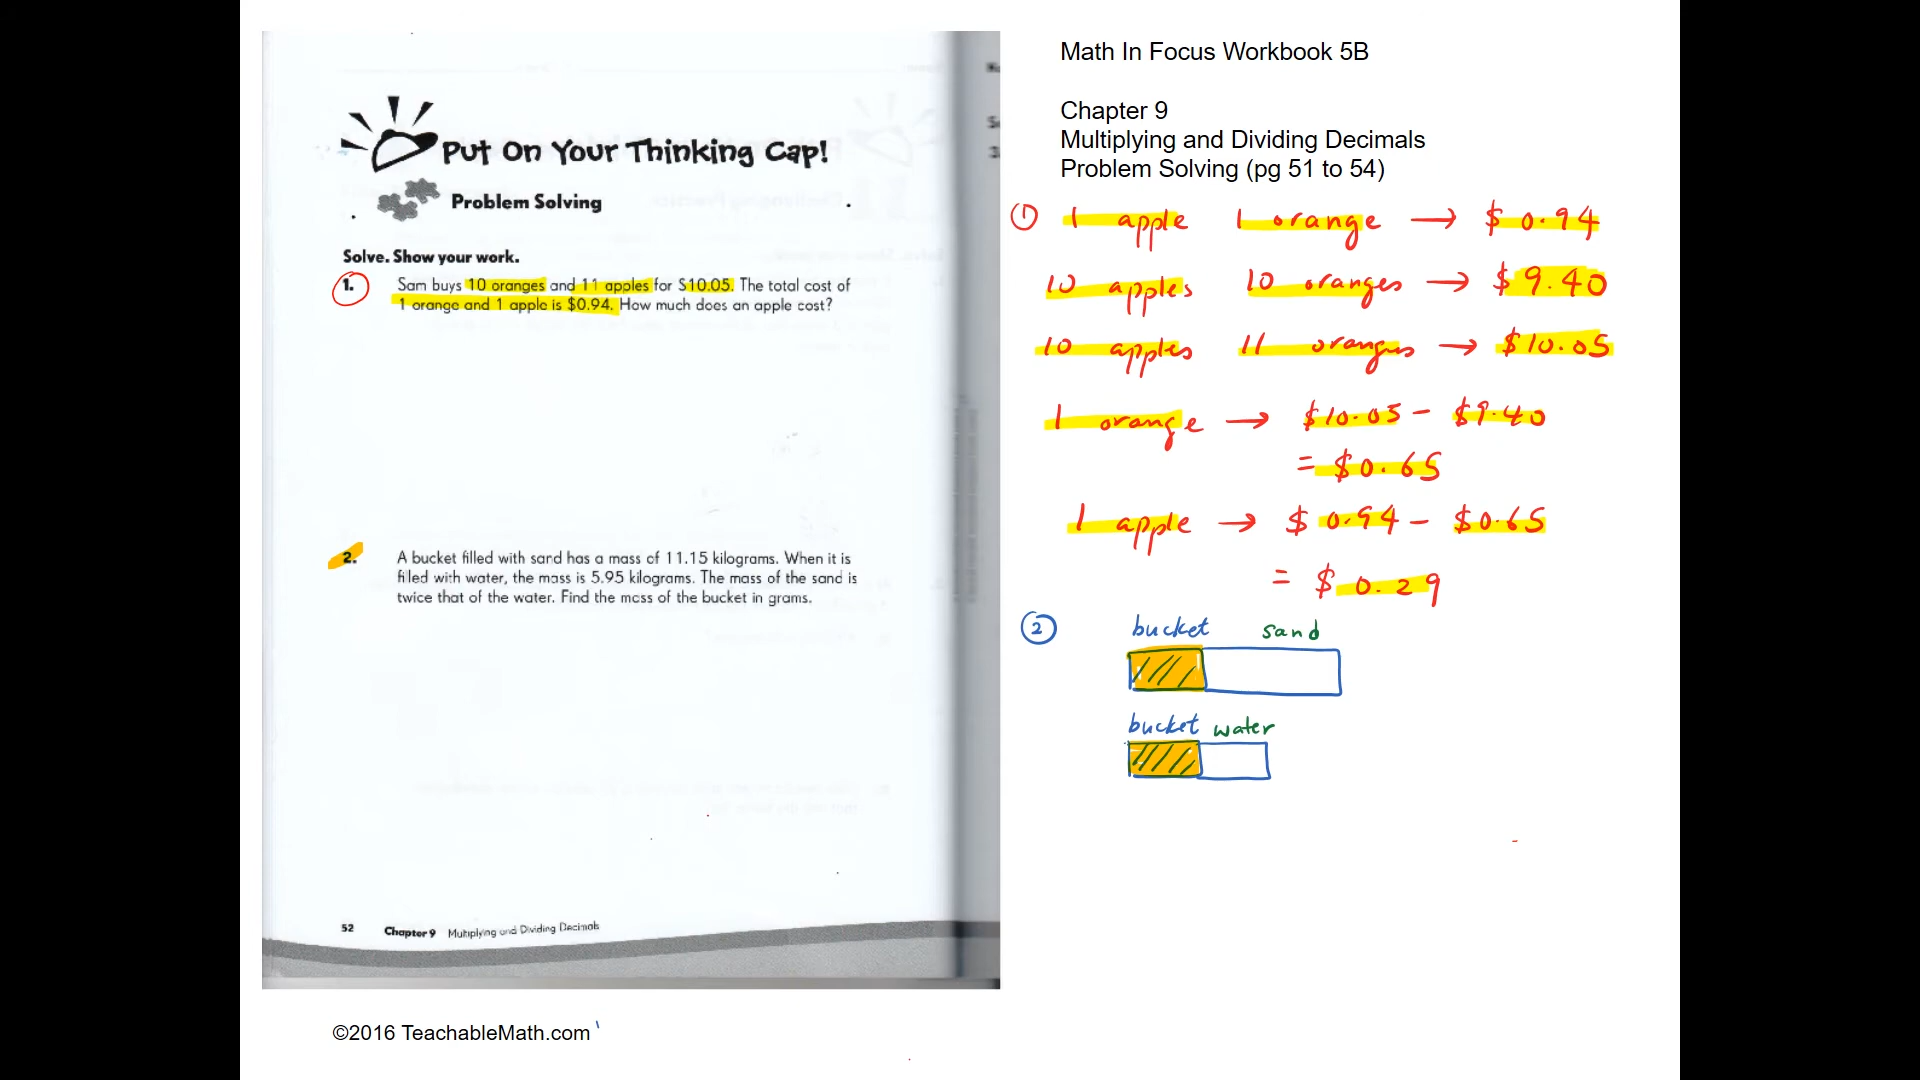 Put On Your Thinking Cap!
Problem Solving
Solve. Show your work.
1. Sam buys 10 oranges and 11 apples for $10.05. The total cost of
1 orange and 1 apple is $0.94. How much does an apple cost?
2. A bucket filled with sand has a mass of 11.15 kilograms. When it is
filled with water, the mass is 5.95 kilograms. The mass of the sand is
twice that of the water. Find the mass of the bucket in grams.
52 Chapter 9 Multiplying and Dividing Decimals
©2016 TeachableMath.com
Math In Focus Workbook 5B
Chapter 9
Multiplying and Dividing Decimals
Problem Solving (pg 51 to 54)
1 1 apple 1 orange → $0.94
10 apples 10 oranges → $9.40
10 apples 11 oranges → $10.05
1 orange → $10.05 - $9.40
= $0.65
1 apple → $0.94 - $0.65
= $0.29
2 bucket sand
bucket water